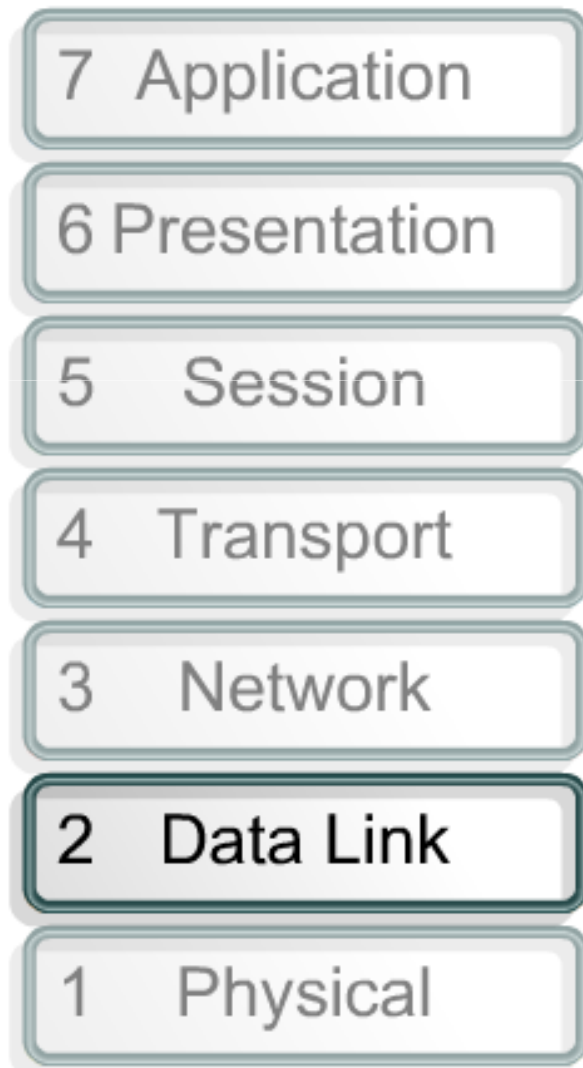 7 Application
6 Presentation
5 Session
4 Transport
3 Network
2 Data Link
1 Physical